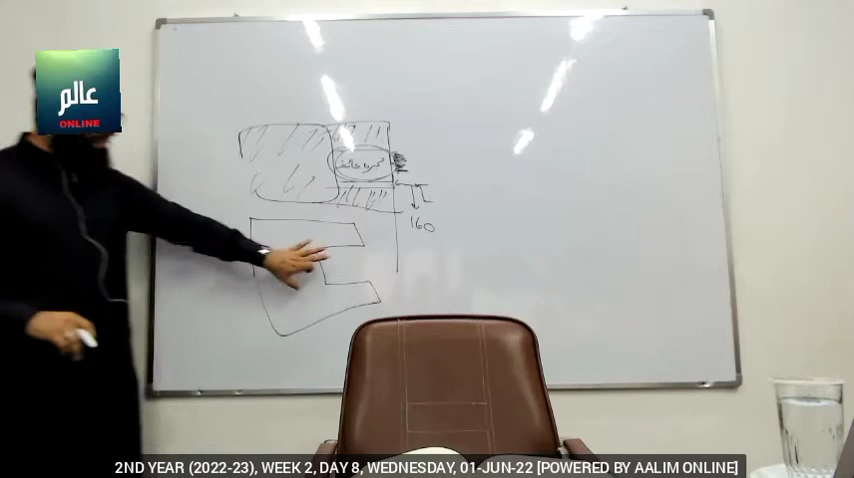 عالم
ONLINE
160
2ND YEAR (2022-23), WEEK 2, DAY 8, WEDNESDAY, 01-JUN-22 [POWERED BY AALIM ONLINE]